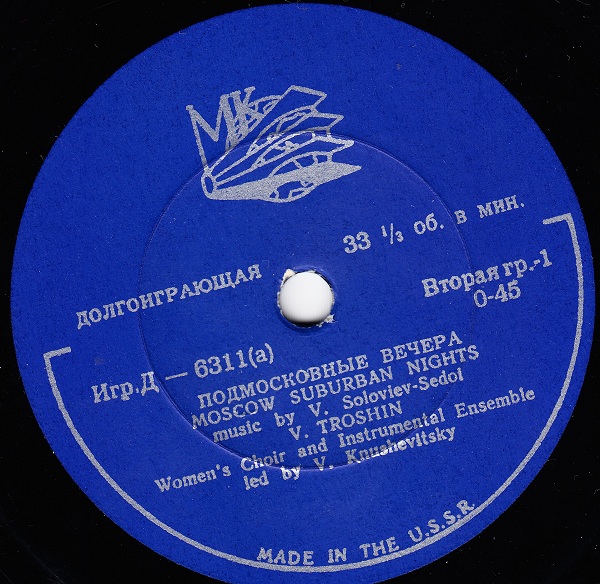 МК
ДОЛГОИГРАЮЩАЯ
33 1/3 об. в мин.
Вторая гр.-1
0-45
Игр.Д — 6311(а)
ПОДМОСКОВНЫЕ ВЕЧЕРА
MOSCOW SUBURBAN NIGHTS
music by V. Soloviev-Sedoi
V. TROSHIN
Women's Choir and Instrumental Ensemble
led by V. Knushevitsky
MADE IN THE U.S.S.R.